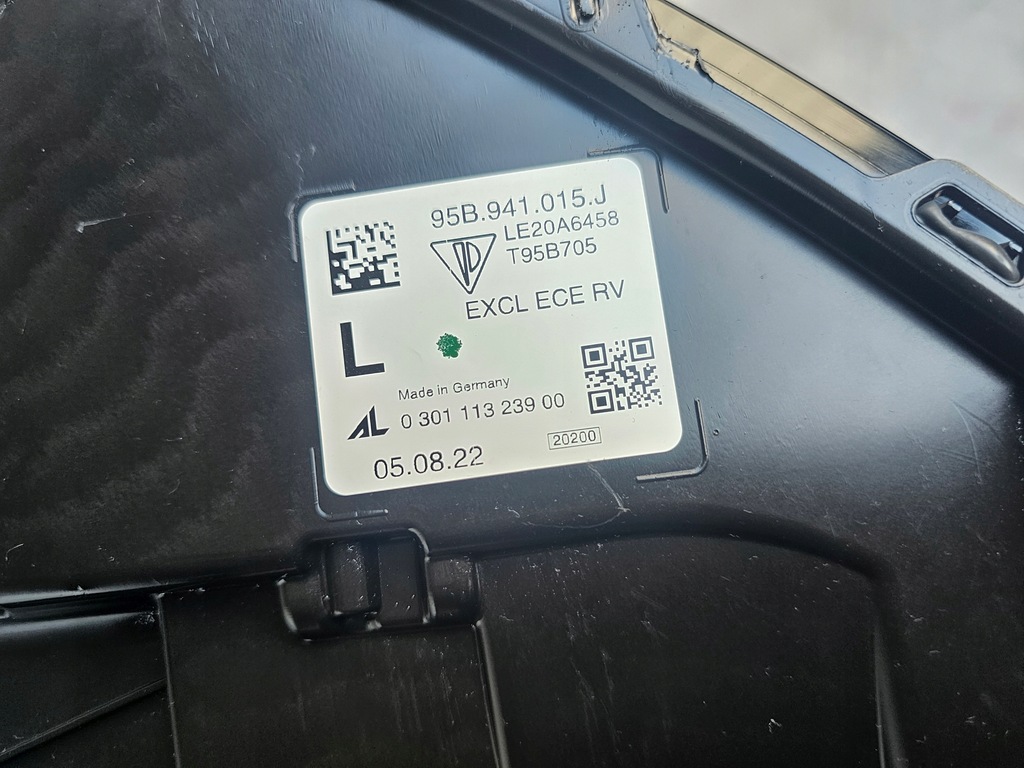 95B.941.015.J
LE20A6458
T95B705
EXCL ECE RV
L
Made in Germany
AL 0 301 113 239 00
20200
05.08.22